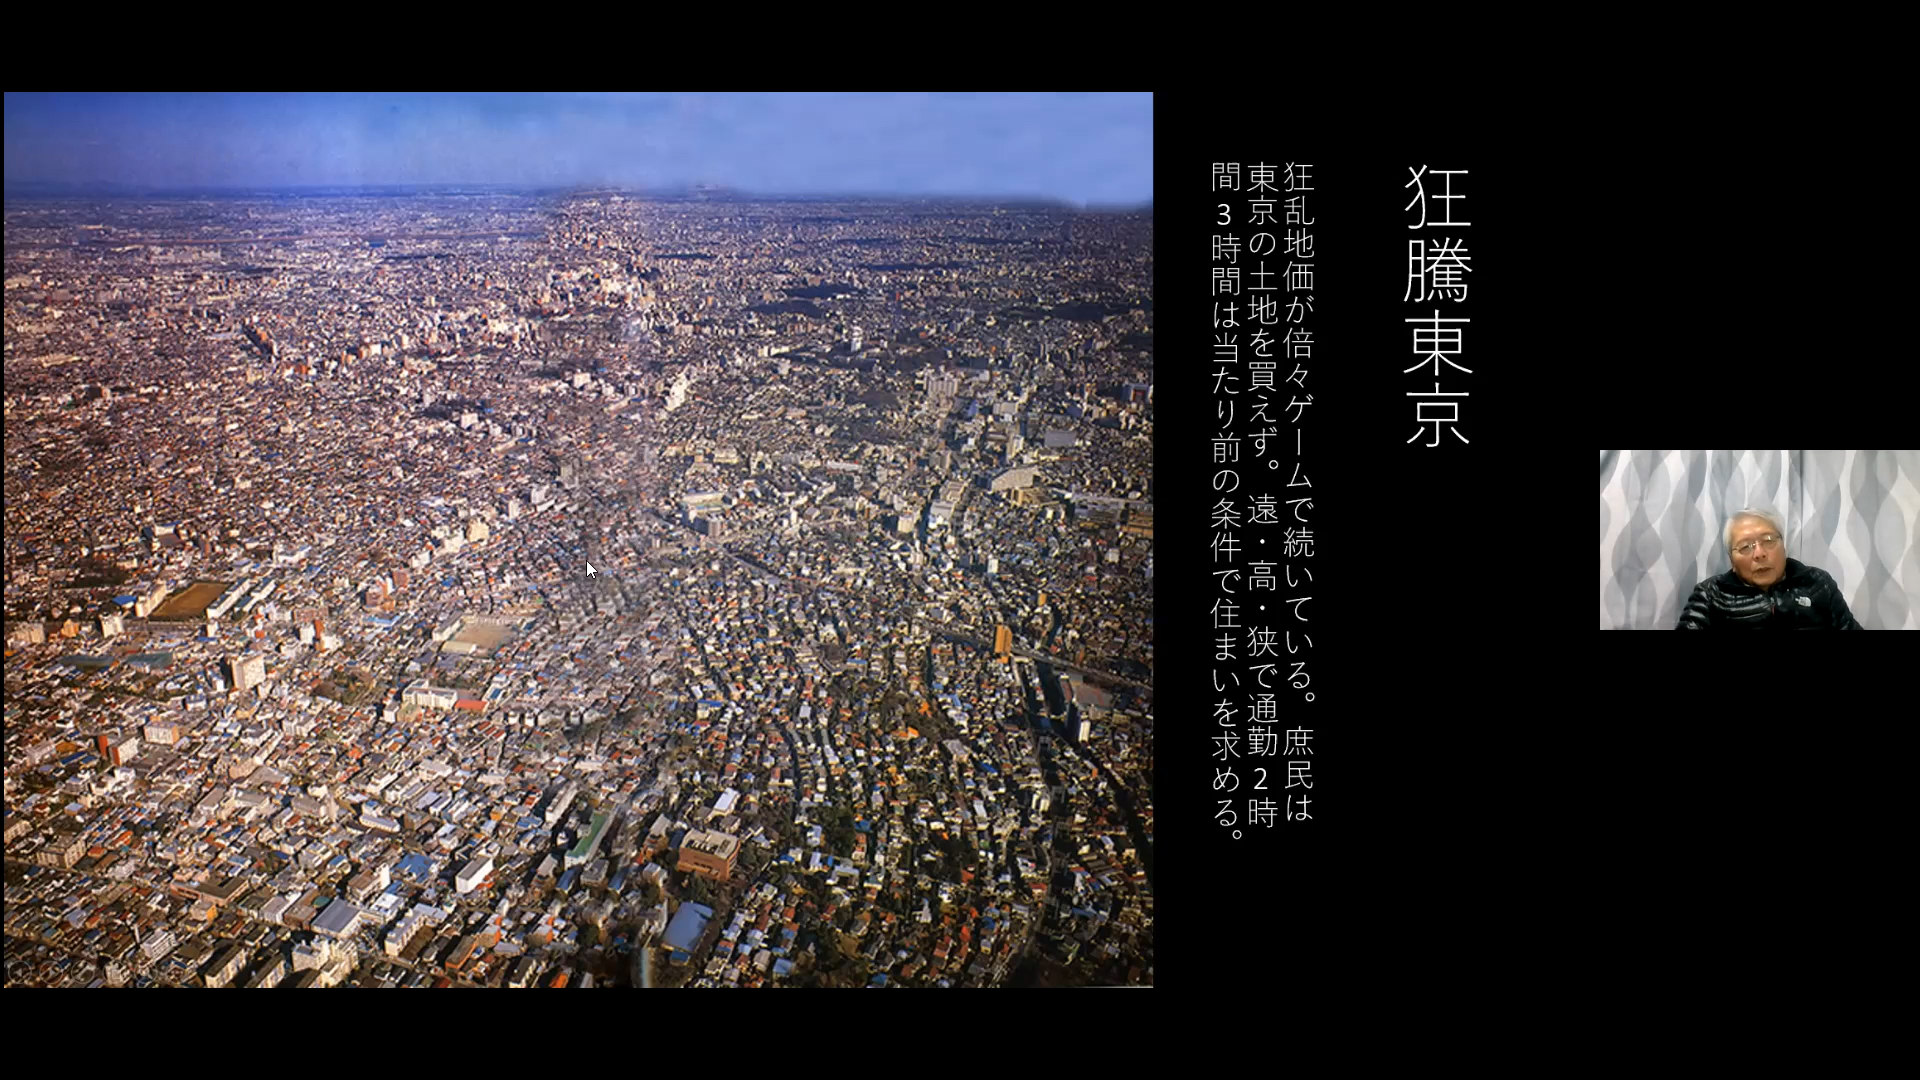 狂騰東京
狂乱地価が倍々ゲームで続いている。庶民は
東京の土地を買えず。遠・高・狭で通勤2時
間3時間は当たり前の条件で住まいを求める。